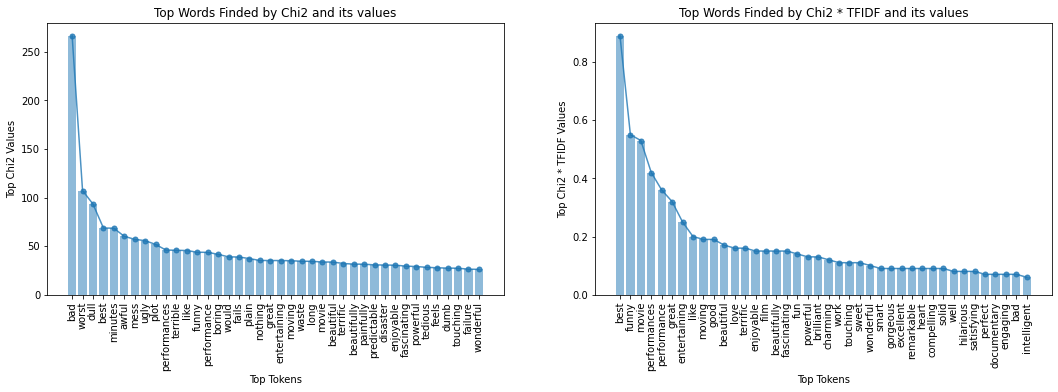 Top Words Finded by Chi2 and its values
Top Chi2 Values
250
200
150
100
50
0
bad
worst
dull
best
minutes
awful
mess
ugly
plot
performances
terrible
like
funny
performance
boring
would
fails
plain
nothing
great
entertaining
moving
waste
long
movie
beautiful
terrific
beautifully
painfully
predictable
disaster
enjoyable
fascinating
powerful
tedious
feels
dumb
touching
failure
wonderful
Top Tokens
Top Words Finded by Chi2 * TFIDF and its values
Top Chi2 * TFIDF Values
0.8
0.6
0.4
0.2
0.0
best
funny
movie
performances
performance
great
entertaining
like
moving
good
beautiful
love
terrific
enjoyable
film
beautifully
fascinating
fun
powerful
brilliant
charming
work
touching
sweet
wonderful
smart
gorgeous
excellent
remarkable
heart
compelling
solid
well
hilarious
satisfying
perfect
documentary
engaging
bad
intelligent
Top Tokens